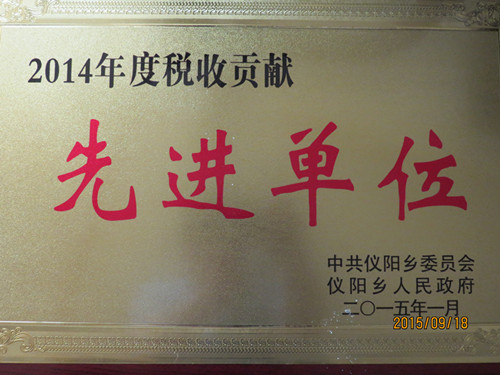 2014年度税收贡献
先进单位
中共仪阳乡委员会
仪阳乡人民政府
二〇一五年一月
2015/09/18